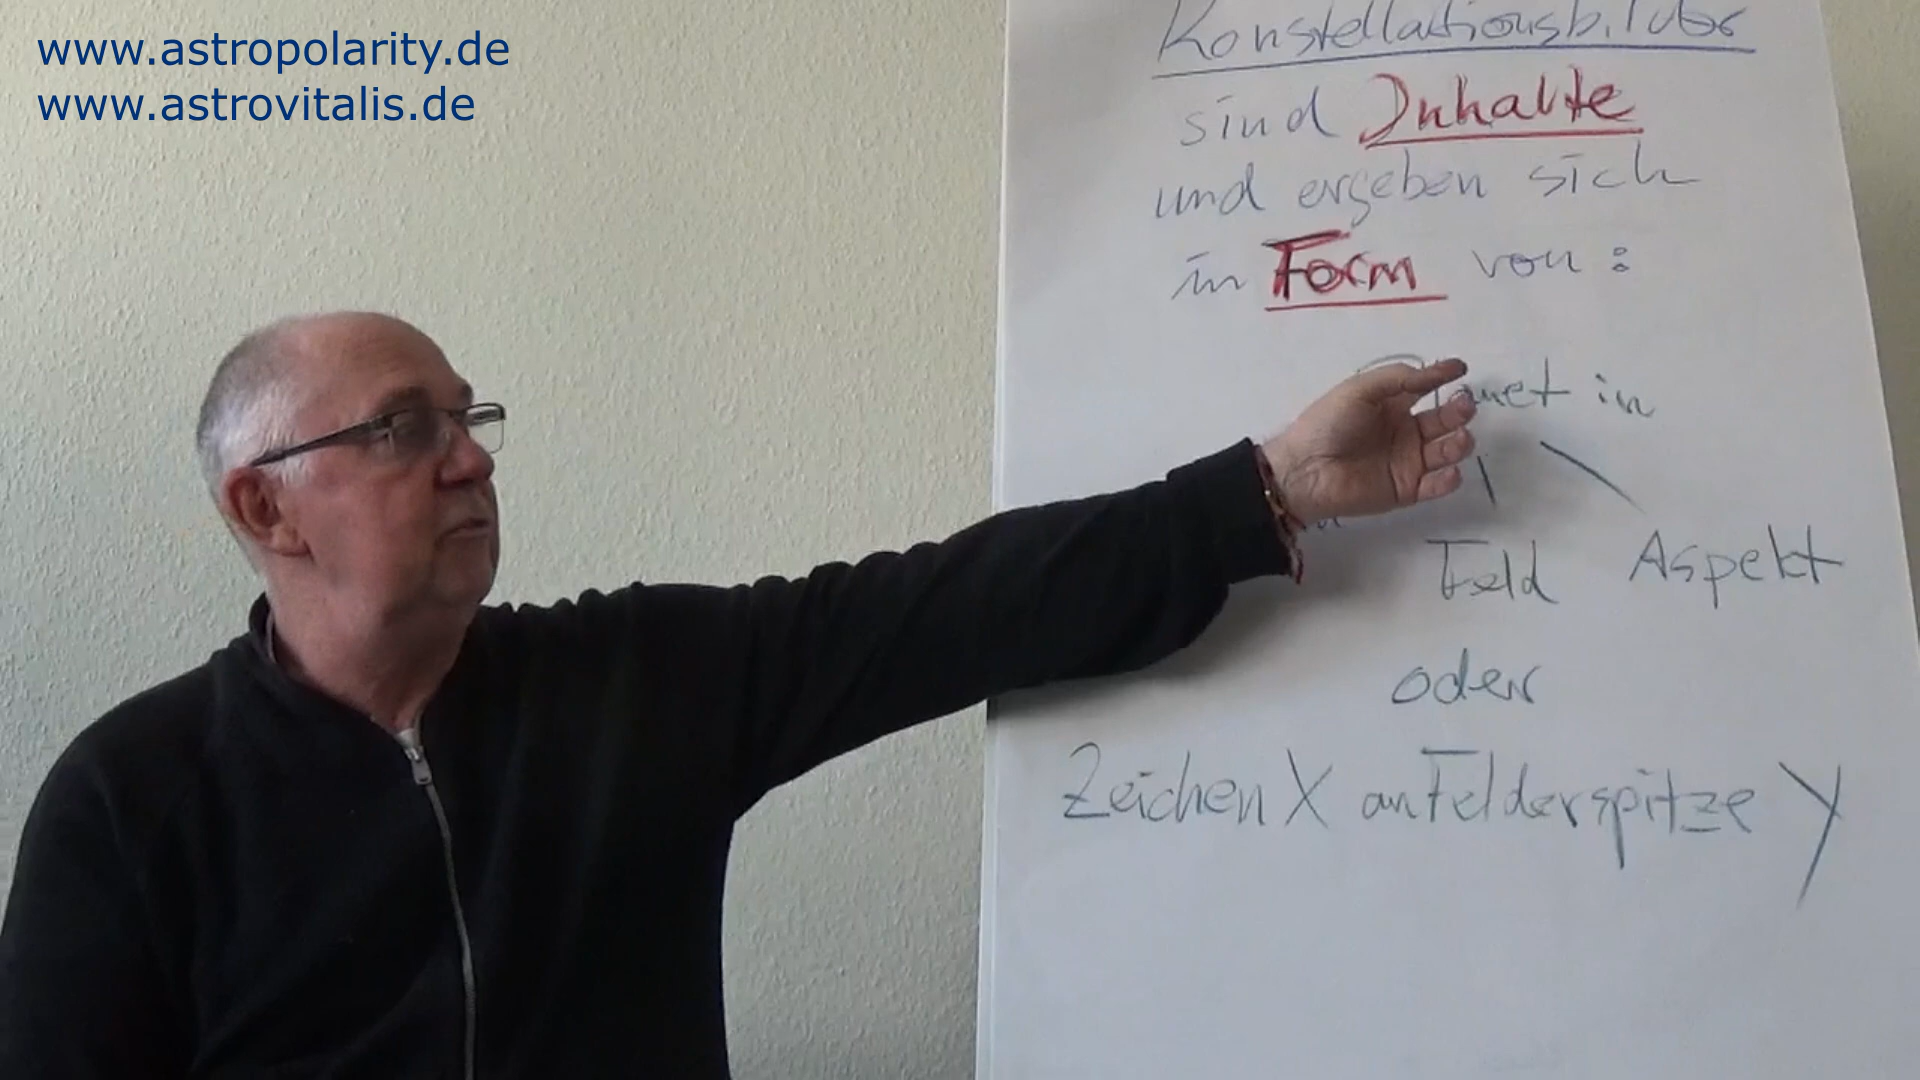 www.astropolarity.de
www.astrovitalis.de
Konstellationsbilder
sind Inhalte
und ergeben sich
in Form von:
in
Feld Aspekt
oder
Zeichen X an Felderspitze Y